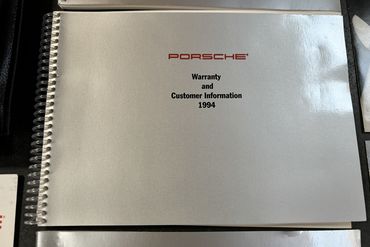 PORSCHE
Warranty
and
Customer Information
1994